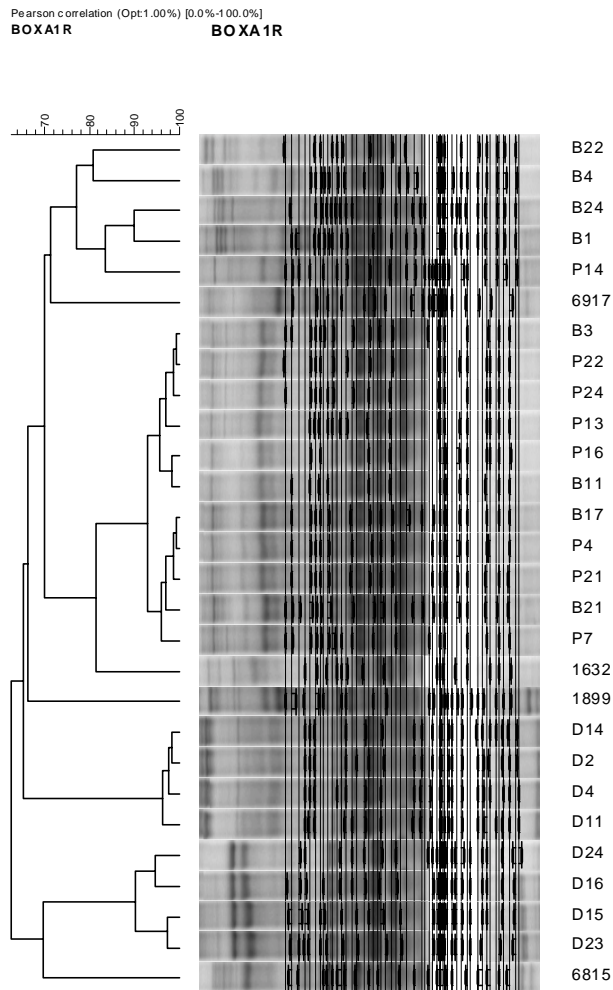 Pearson correlation (Opt:1.00%) [0.0%-100.0%]
BOXA1R BOXA1R
70 80 90 100
B22
B4
B24
B1
P14
6917
B3
P22
P24
P13
P16
B11
B17
P4
P21
B21
P7
1632
1899
D14
D2
D4
D11
D24
D16
D15
D23
6815